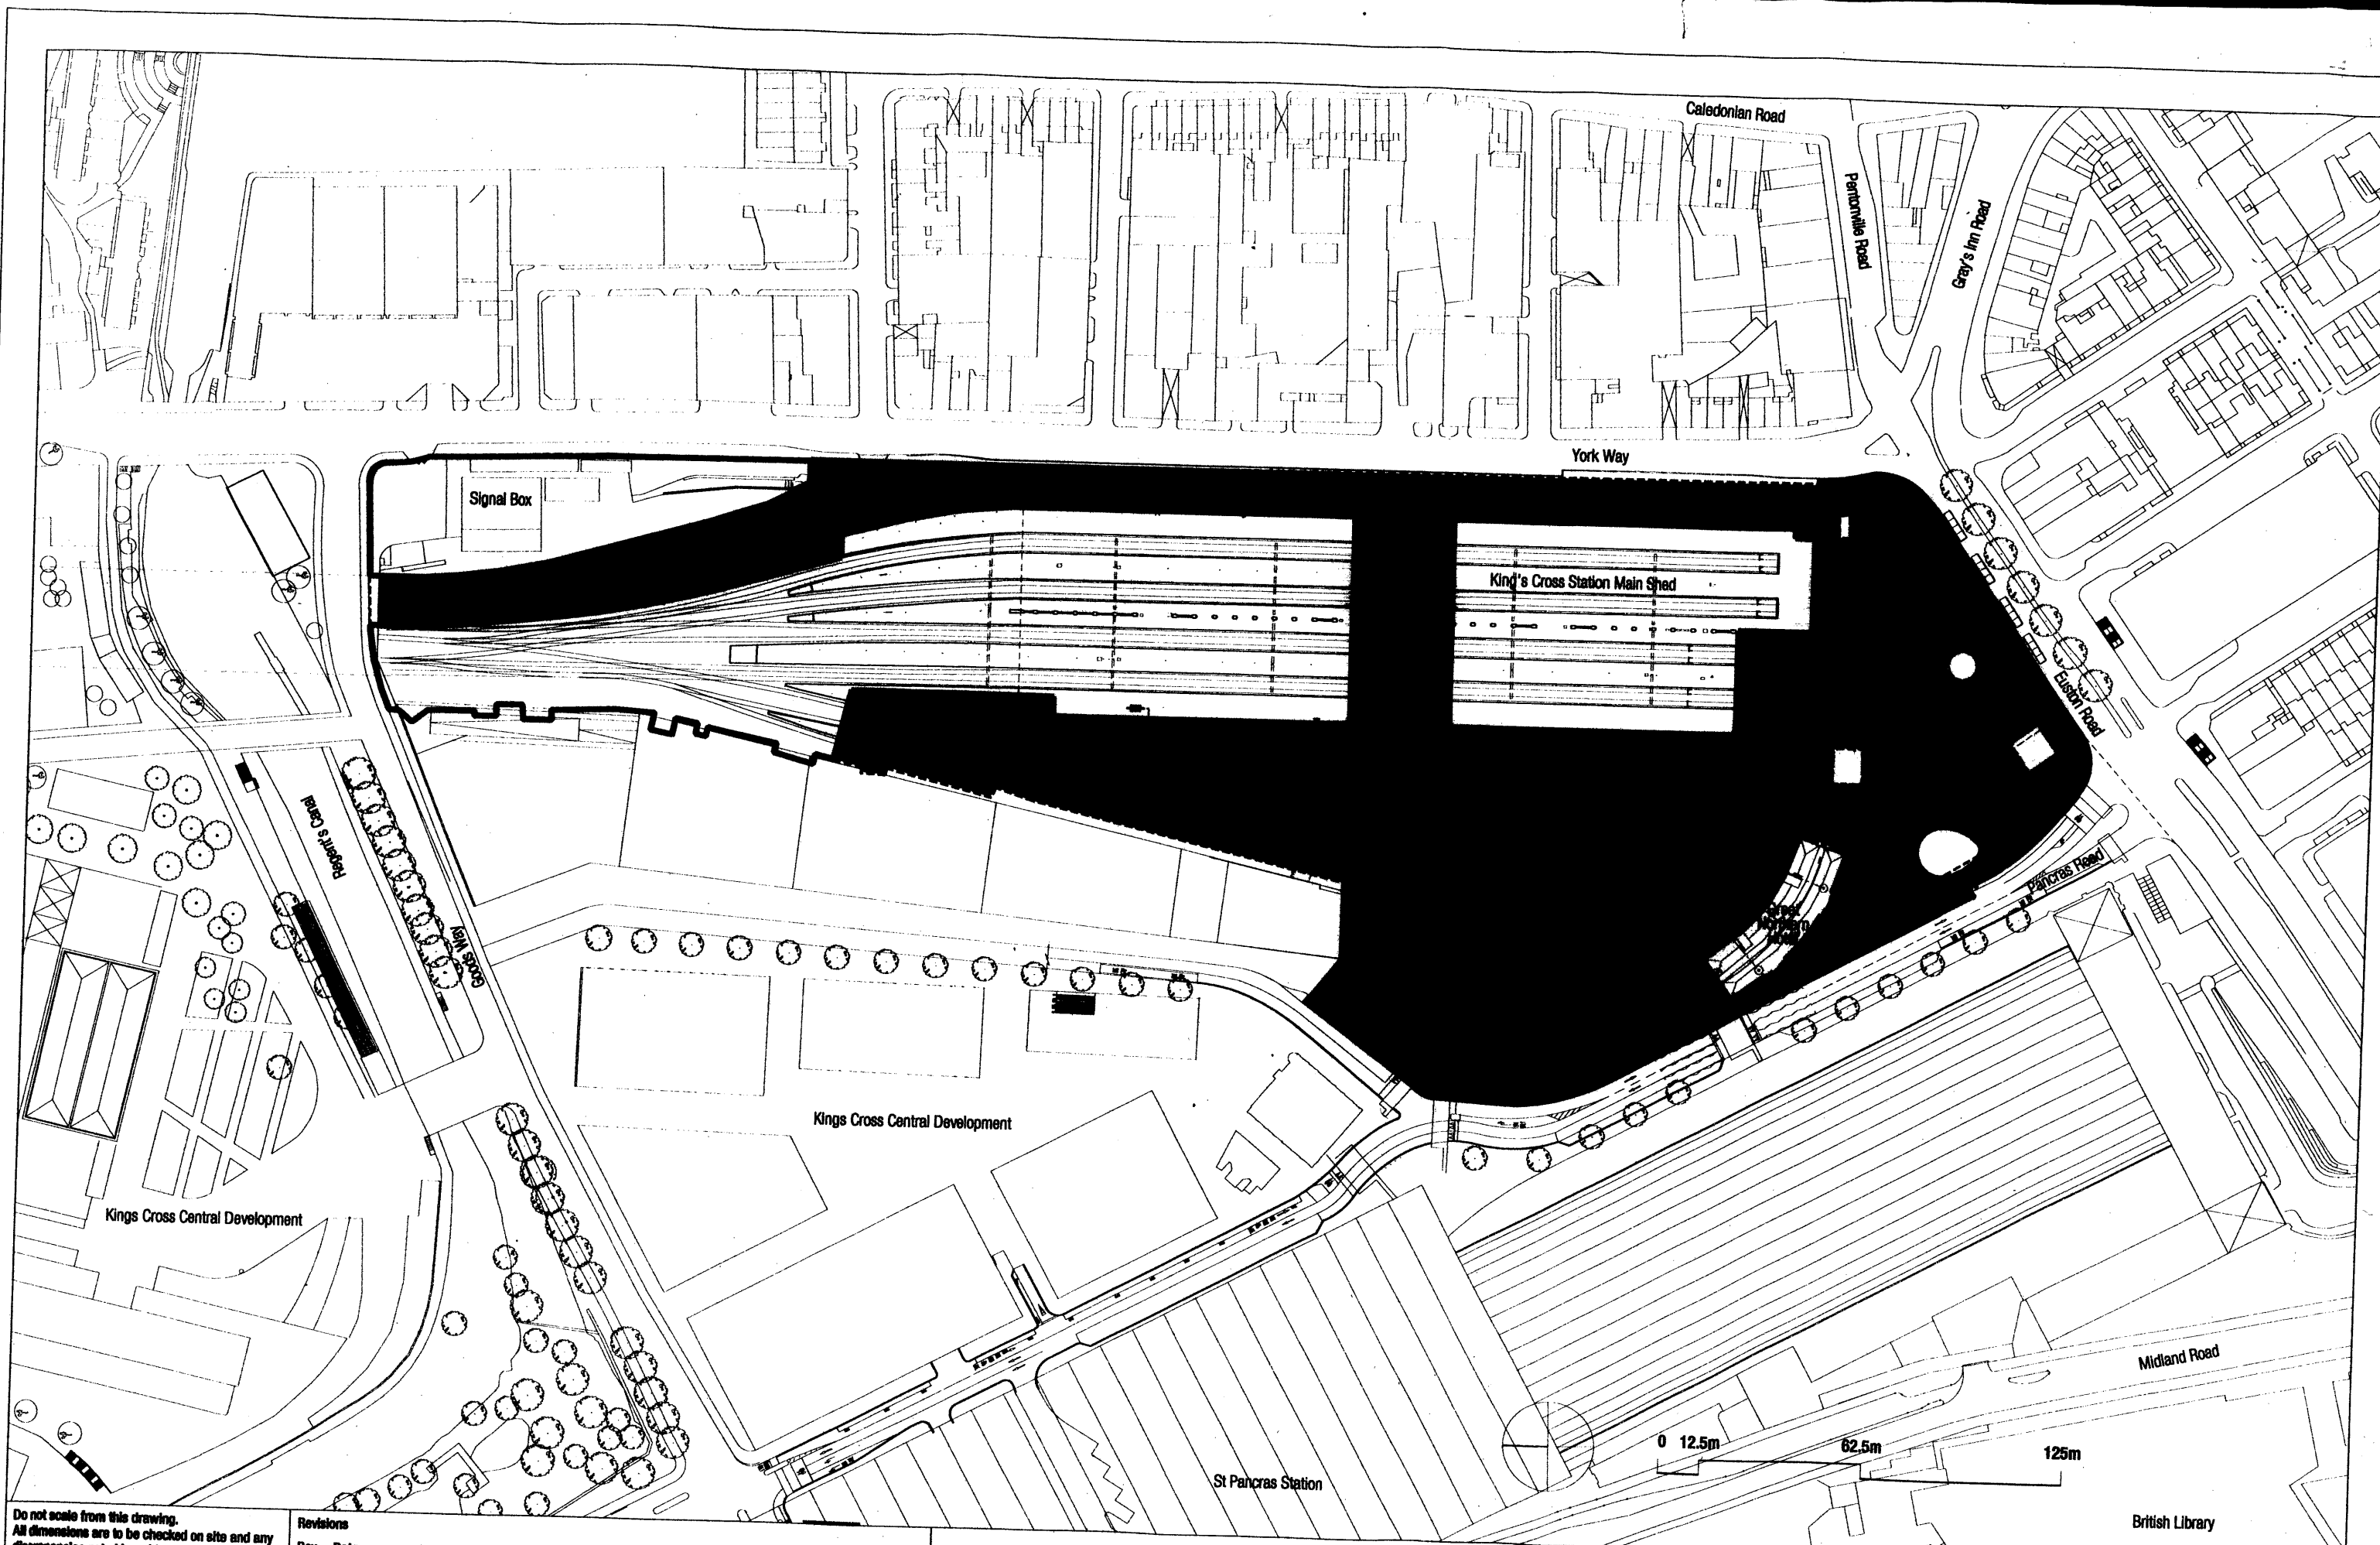 Caledonian Road
Pentonville Road
Gray's Inn Road
York Way
Signal Box
King's Cross Station Main Shed
Euston Road
Regent's Canal
Pancras Road
Goods Way
Kings Cross Central Development
Kings Cross Central Development
Midland Road
0 12.5m 62.5m 125m
St Pancras Station
British Library
Do not scale from this drawing.
All dimensions are to be checked on site and any
Revisions